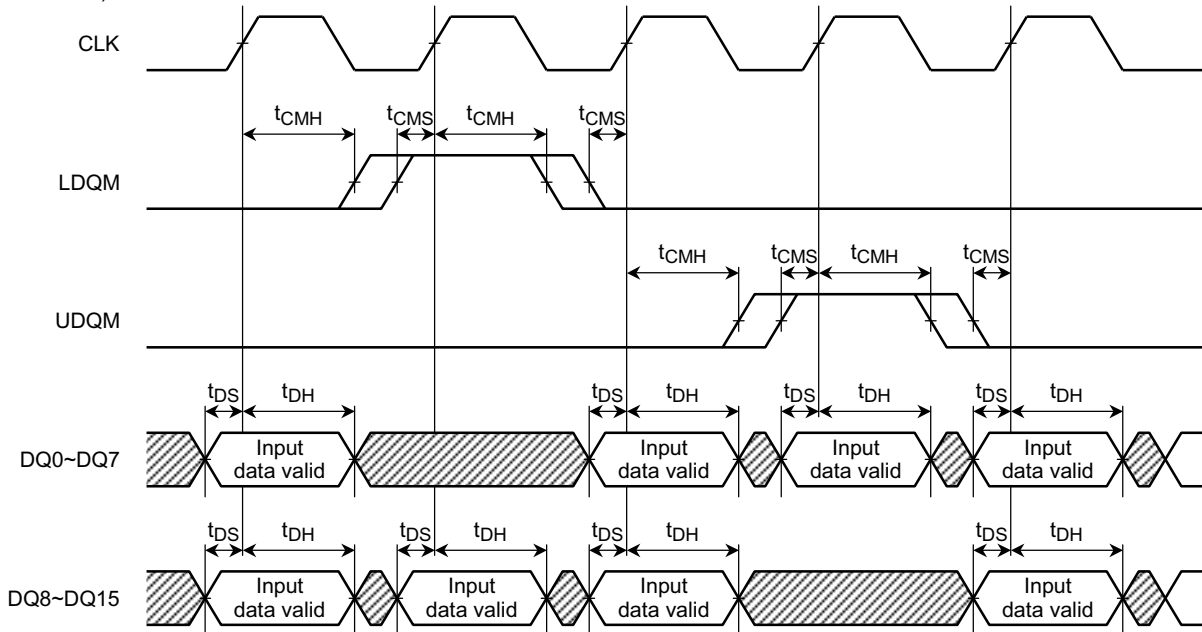 CLK
tCMH tCMS tCMH tCMS
LDQM
tCMH tCMS tCMH tCMS
UDQM
tDS tDH tDS tDH tDS tDH tDS tDH
DQ0~DQ7
Input data valid
Input data valid
Input data valid
Input data valid
tDS tDH tDS tDH tDS tDH tDS tDH
DQ8~DQ15
Input data valid
Input data valid
Input data valid
Input data valid